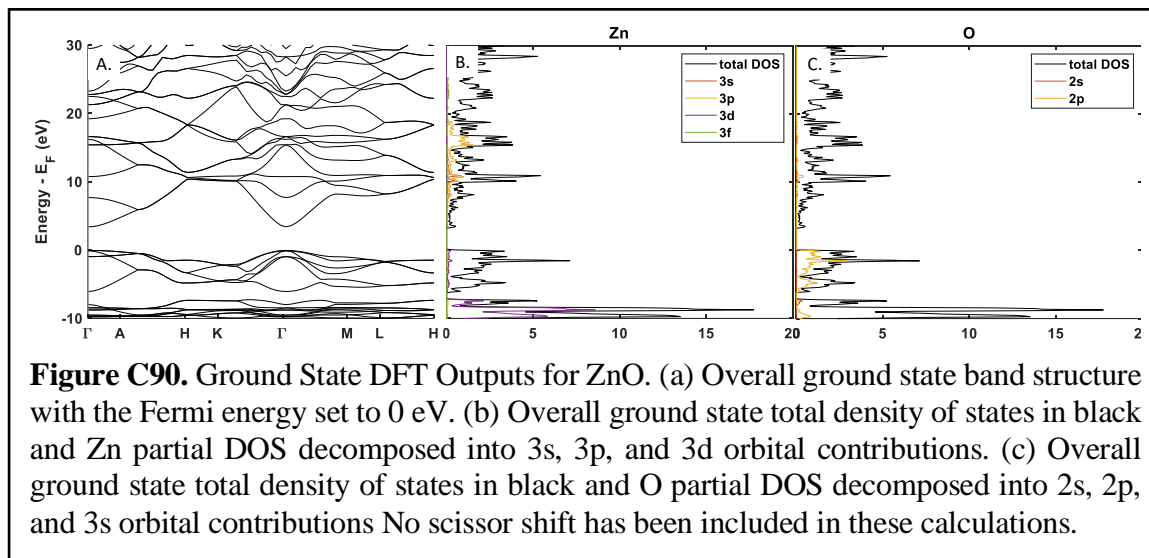 Zn
O
A.
B.
C.
total DOS
3s
3p
3d
3f
total DOS
2s
2p
Energy - E_F (eV)
30
20
10
0
-10
Γ A H K Γ M L H
0 5 10 15 20
0 5 10 15 2
Figure C90. Ground State DFT Outputs for ZnO. (a) Overall ground state band structure
with the Fermi energy set to 0 eV. (b) Overall ground state total density of states in black
and Zn partial DOS decomposed into 3s, 3p, and 3d orbital contributions. (c) Overall
ground state total density of states in black and O partial DOS decomposed into 2s, 2p,
and 3s orbital contributions No scissor shift has been included in these calculations.